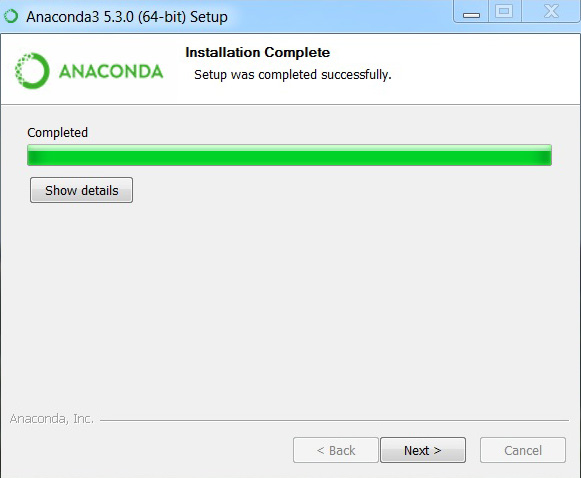 Anaconda3 5.3.0 (64-bit) Setup
Installation Complete
Setup was completed successfully.
ANACONDA
Completed
Show details
Anaconda, Inc.
< Back
Next >
Cancel